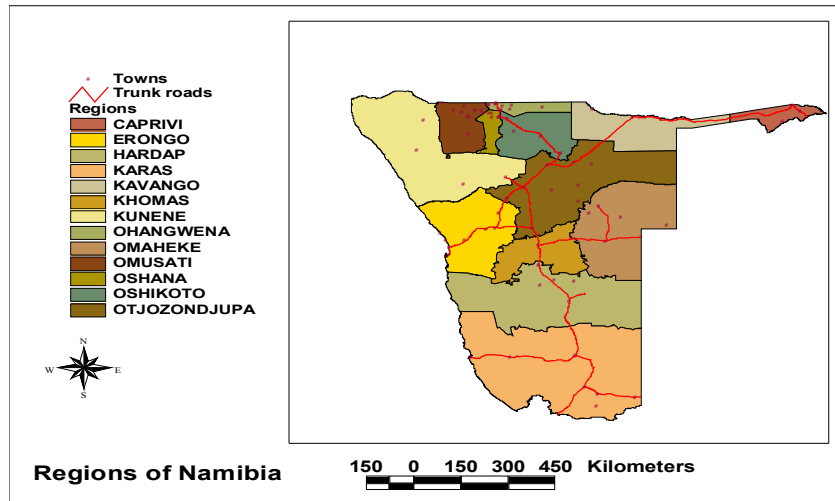 Towns
Trunk roads
Regions
CAPRIVI
ERONGO
HARDAP
KARAS
KAVANGO
KHOMAS
KUNENE
OHANGWENA
OMAHEKE
OMUSATI
OSHANA
OSHIKOTO
OTJOZONDJUPA
N
W E
S
Regions of Namibia
150 0 150 300 450 Kilometers